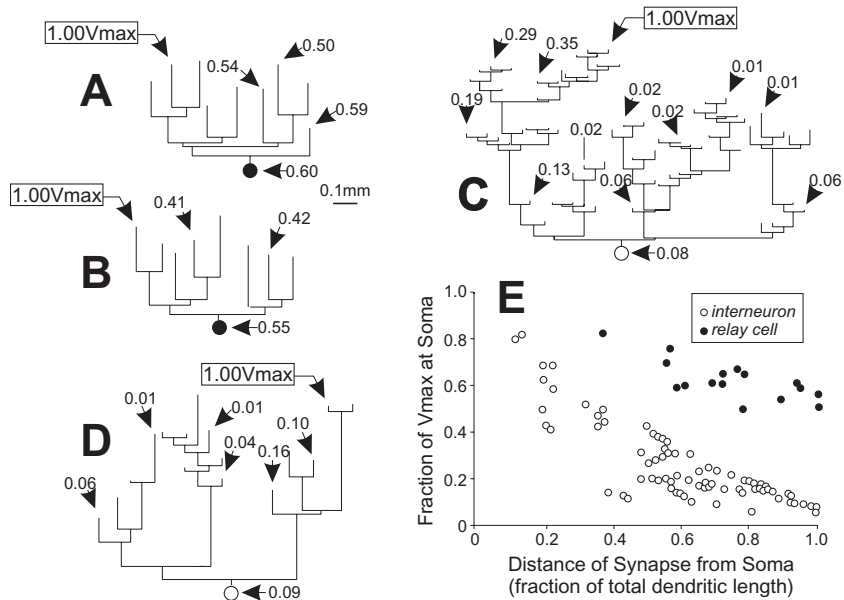 1.00Vmax
0.50
0.54
A
0.59
0.60
0.1mm
1.00Vmax
0.41
0.42
B
0.55
1.00Vmax
0.01
0.01
D
0.04
0.10
0.16
0.06
0.09
1.00Vmax
0.29
0.35
0.01
0.01
0.19
0.02
0.02
0.02
C
0.13
0.06
0.06
0.08
E
1.0
0.8
0.6
0.4
0.2
0
interneuron
relay cell
Fraction of Vmax at Soma
0
0.2
0.4
0.6
0.8
1.0
Distance of Synapse from Soma
(fraction of total dendritic length)